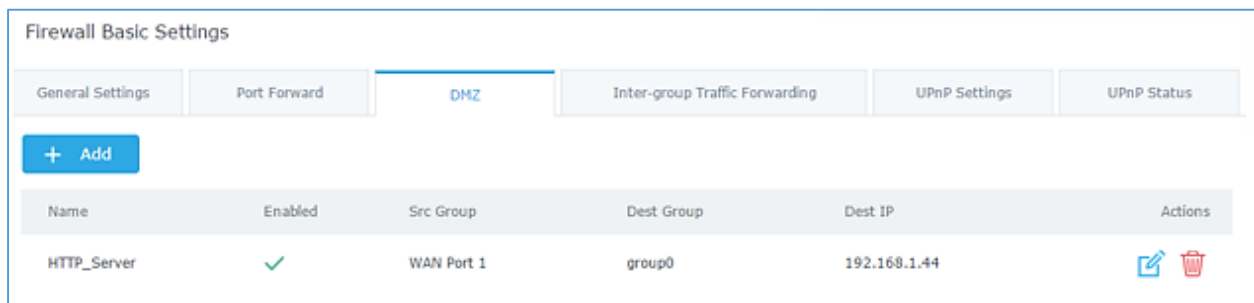 Firewall Basic Settings
General Settings Port Forward DMZ Inter-group Traffic Forwarding UPnP Settings UPnP Status
+ Add
Name Enabled Src Group Dest Group Dest IP Actions
HTTP_Server WAN Port 1 group0 192.168.1.44